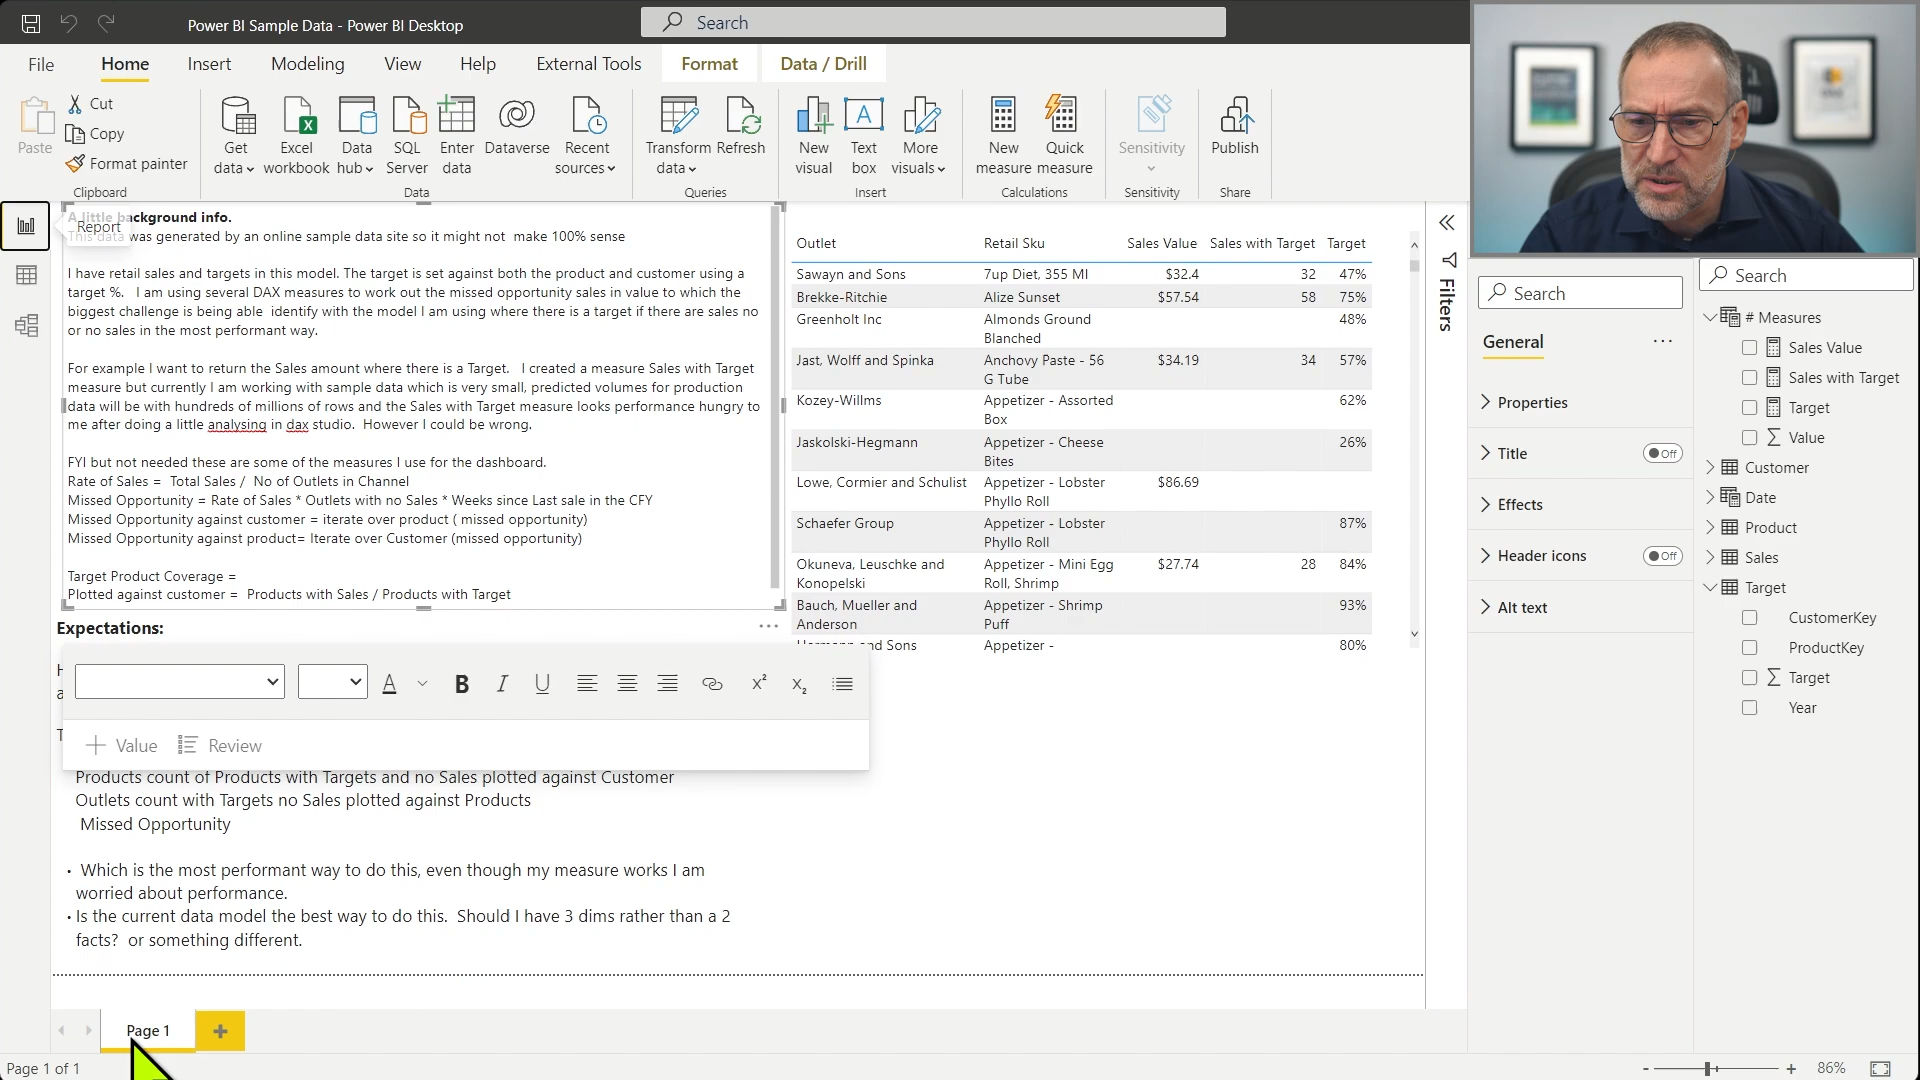 Power BI Sample Data - Power BI Desktop
Search
File
Home
Insert
Modeling
View
Help
External Tools
Format
Data / Drill
Paste
Cut
Copy
Format painter
Clipboard
Get data
Excel workbook
Data hub
SQL Server
Enter data
Dataverse
Recent sources
Data
Transform data
Refresh
Queries
New visual
Text box
More visuals
Insert
New measure
Quick measure
Calculations
Sensitivity
Sensitivity
Publish
Share
A little background info.
Report
This data was generated by an online sample data site so it might not  make 100% sense
I have retail sales and targets in this model. The target is set against both the product and customer using a
target %.   I am using several DAX measures to work out the missed opportunity sales in value to which the
biggest challenge is being able  identify with the model I am using where there is a target if there are sales no
or no sales in the most performant way.
For example I want to return the Sales amount where there is a Target.   I created a measure Sales with Target
measure but currently I am working with sample data which is very small, predicted volumes for production
data will be with hundreds of millions of rows and the Sales with Target measure looks performance hungry to
me after doing a little analysing in dax studio.  However I could be wrong.
FYI but not needed these are some of the measures I use for the dashboard.
Rate of Sales =  Total Sales /  No of Outlets in Channel
Missed Opportunity = Rate of Sales * Outlets with no Sales * Weeks since Last sale in the CFY
Missed Opportunity against customer = iterate over product ( missed opportunity)
Missed Opportunity against product= Iterate over Customer (missed opportunity)
Target Product Coverage =
Plotted against customer =  Products with Sales / Products with Target
Expectations:
Value
Review
Products count of Products with Targets and no Sales plotted against Customer
Outlets count with Targets no Sales plotted against Products
Missed Opportunity
• Which is the most performant way to do this, even though my measure works I am
worried about performance.
• Is the current data model the best way to do this.  Should I have 3 dims rather than a 2
facts?  or something different.
Outlet Retail Sku Sales Value Sales with Target Target
Sawayn and Sons 7up Diet, 355 Ml $32.4 32 47%
Brekke-Ritchie Alize Sunset $57.54 58 75%
Greenholt Inc Almonds Ground 48%
Blanched
Jast, Wolff and Spinka Anchovy Paste - 56 $34.19 34 57%
G Tube
Kozey-Willms Appetizer - Assorted 62%
Box
Jaskolski-Hegmann Appetizer - Cheese 26%
Bites
Lowe, Cormier and Schulist Appetizer - Lobster $86.69
Phyllo Roll
Schaefer Group Appetizer - Lobster 87%
Phyllo Roll
Okuneva, Leuschke and Appetizer - Mini Egg $27.74 28 84%
Konopelski Roll, Shrimp
Bauch, Mueller and Appetizer - Shrimp 93%
Anderson Puff
and Sons Appetizer - 80%
Filters
Search
General
Properties
Title
Off
Effects
Header icons
Off
Alt text
Search
# Measures
Sales Value
Sales with Target
Target
Value
Customer
Date
Product
Sales
Target
CustomerKey
ProductKey
Target
Year
Page 1
Page 1 of 1
86%